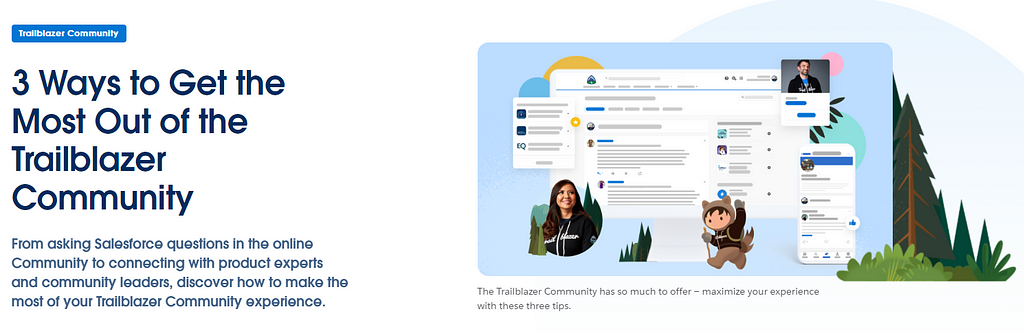 Trailblazer Community
3 Ways to Get the
Most Out of the
Trailblazer
Community
From asking Salesforce questions in the online
Community to connecting with product experts
and community leaders, discover how to make the
most of your Trailblazer Community experience.
EQ
The Trailblazer Community has so much to offer – maximize your experience
with these three tips.